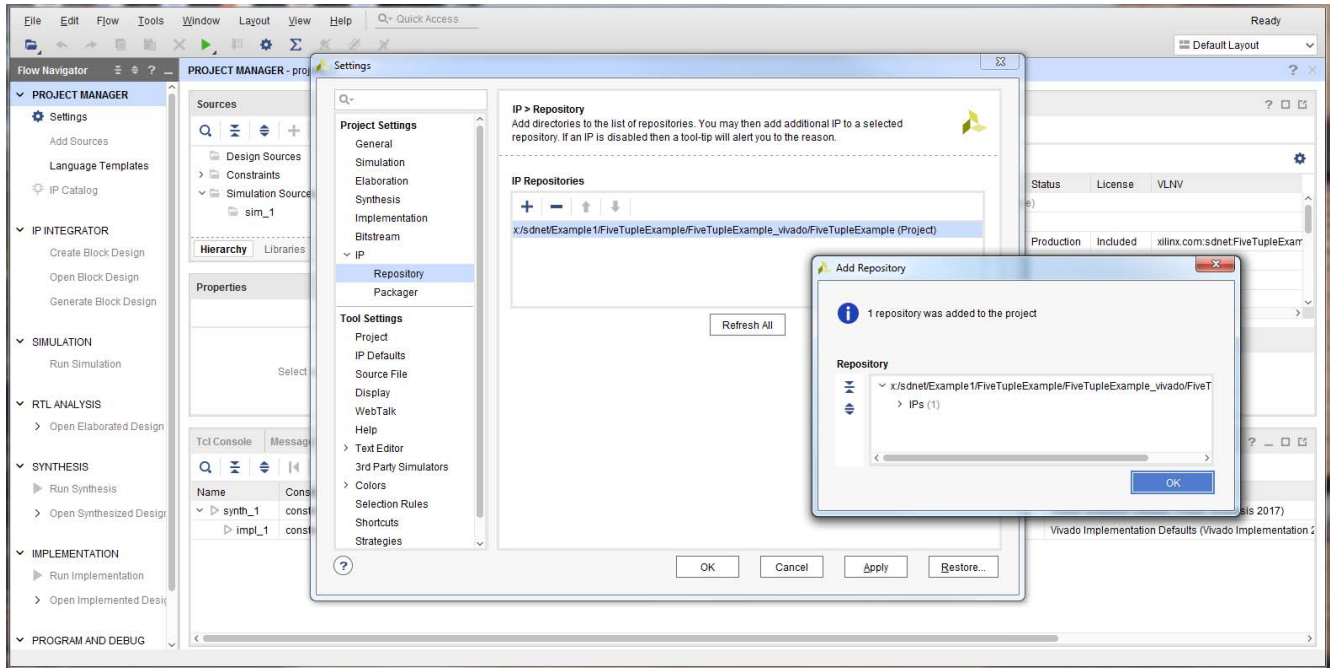 File Edit Flow Tools Window Layout View Help Q- Quick Access Ready
Default Layout
Flow Navigator ? PROJECT MANAGER - proj Settings ?
PROJECT MANAGER
Settings
Add Sources
Language Templates
IP Catalog
IP INTEGRATOR
Create Block Design
Open Block Design
Generate Block Design
SIMULATION
Run Simulation
RTL ANALYSIS
Open Elaborated Design
SYNTHESIS
Run Synthesis
Open Synthesized Design
IMPLEMENTATION
Run Implementation
Open Implemented Desig
PROGRAM AND DEBUG
Sources
Design Sources
Constraints
Simulation Source
sim_1
Hierarchy Libraries
Properties
Select
Tcl Console Messag
Name Cons
synth_1 const
impl_1 const
Q-
Project Settings
General
Simulation
Elaboration
Synthesis
Implementation
Bitstream
IP
Repository
Packager
Tool Settings
Project
IP Defaults
Source File
Display
WebTalk
Help
Text Editor
3rd Party Simulators
Colors
Selection Rules
Shortcuts
Strategies
IP > Repository
Add directories to the list of repositories. You may then add additional IP to a selected
repository. If an IP is disabled then a tool-tip will alert you to the reason.
IP Repositories
x:/sdnet/Example1/FiveTupleExample/FiveTupleExample_vivado/FiveTupleExample (Project)
Refresh All
? OK Cancel Apply Restore...
Add Repository
1 repository was added to the project
Repository
x:/sdnet/Example1/FiveTupleExample/FiveTupleExample_vivado/FiveT
IPs (1)
OK
?
Status License VLNV
e)
Production Included xilinx.com:sdnet:FiveTupleExam
?
sis 2017)
Vivado Implementation Defaults (Vivado Implementation 2